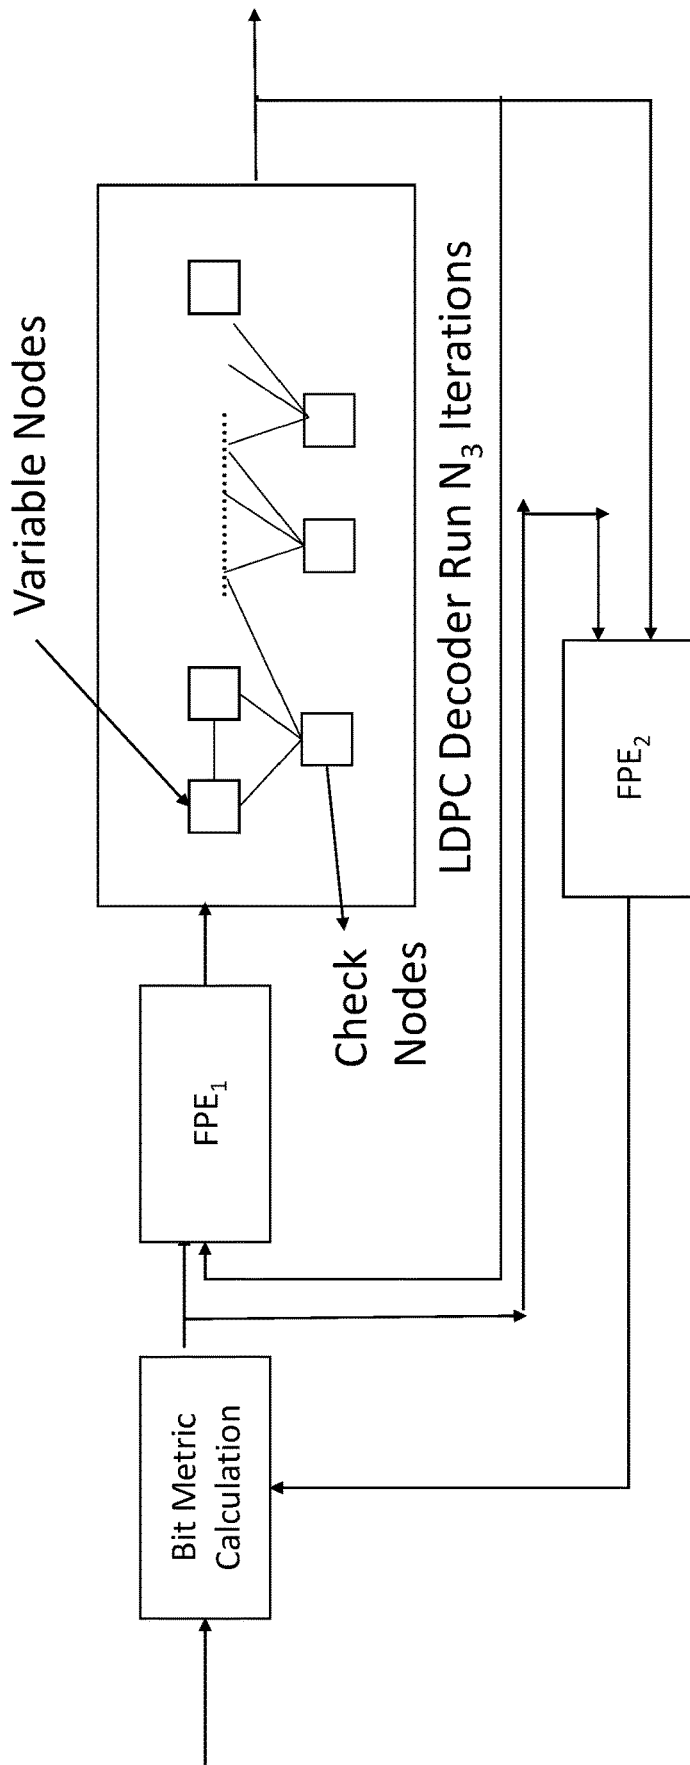 Variable Nodes
Bit Metric
Calculation
FPE₁
Check
Nodes
LDPC Decoder Run N₃ Iterations
FPE₂